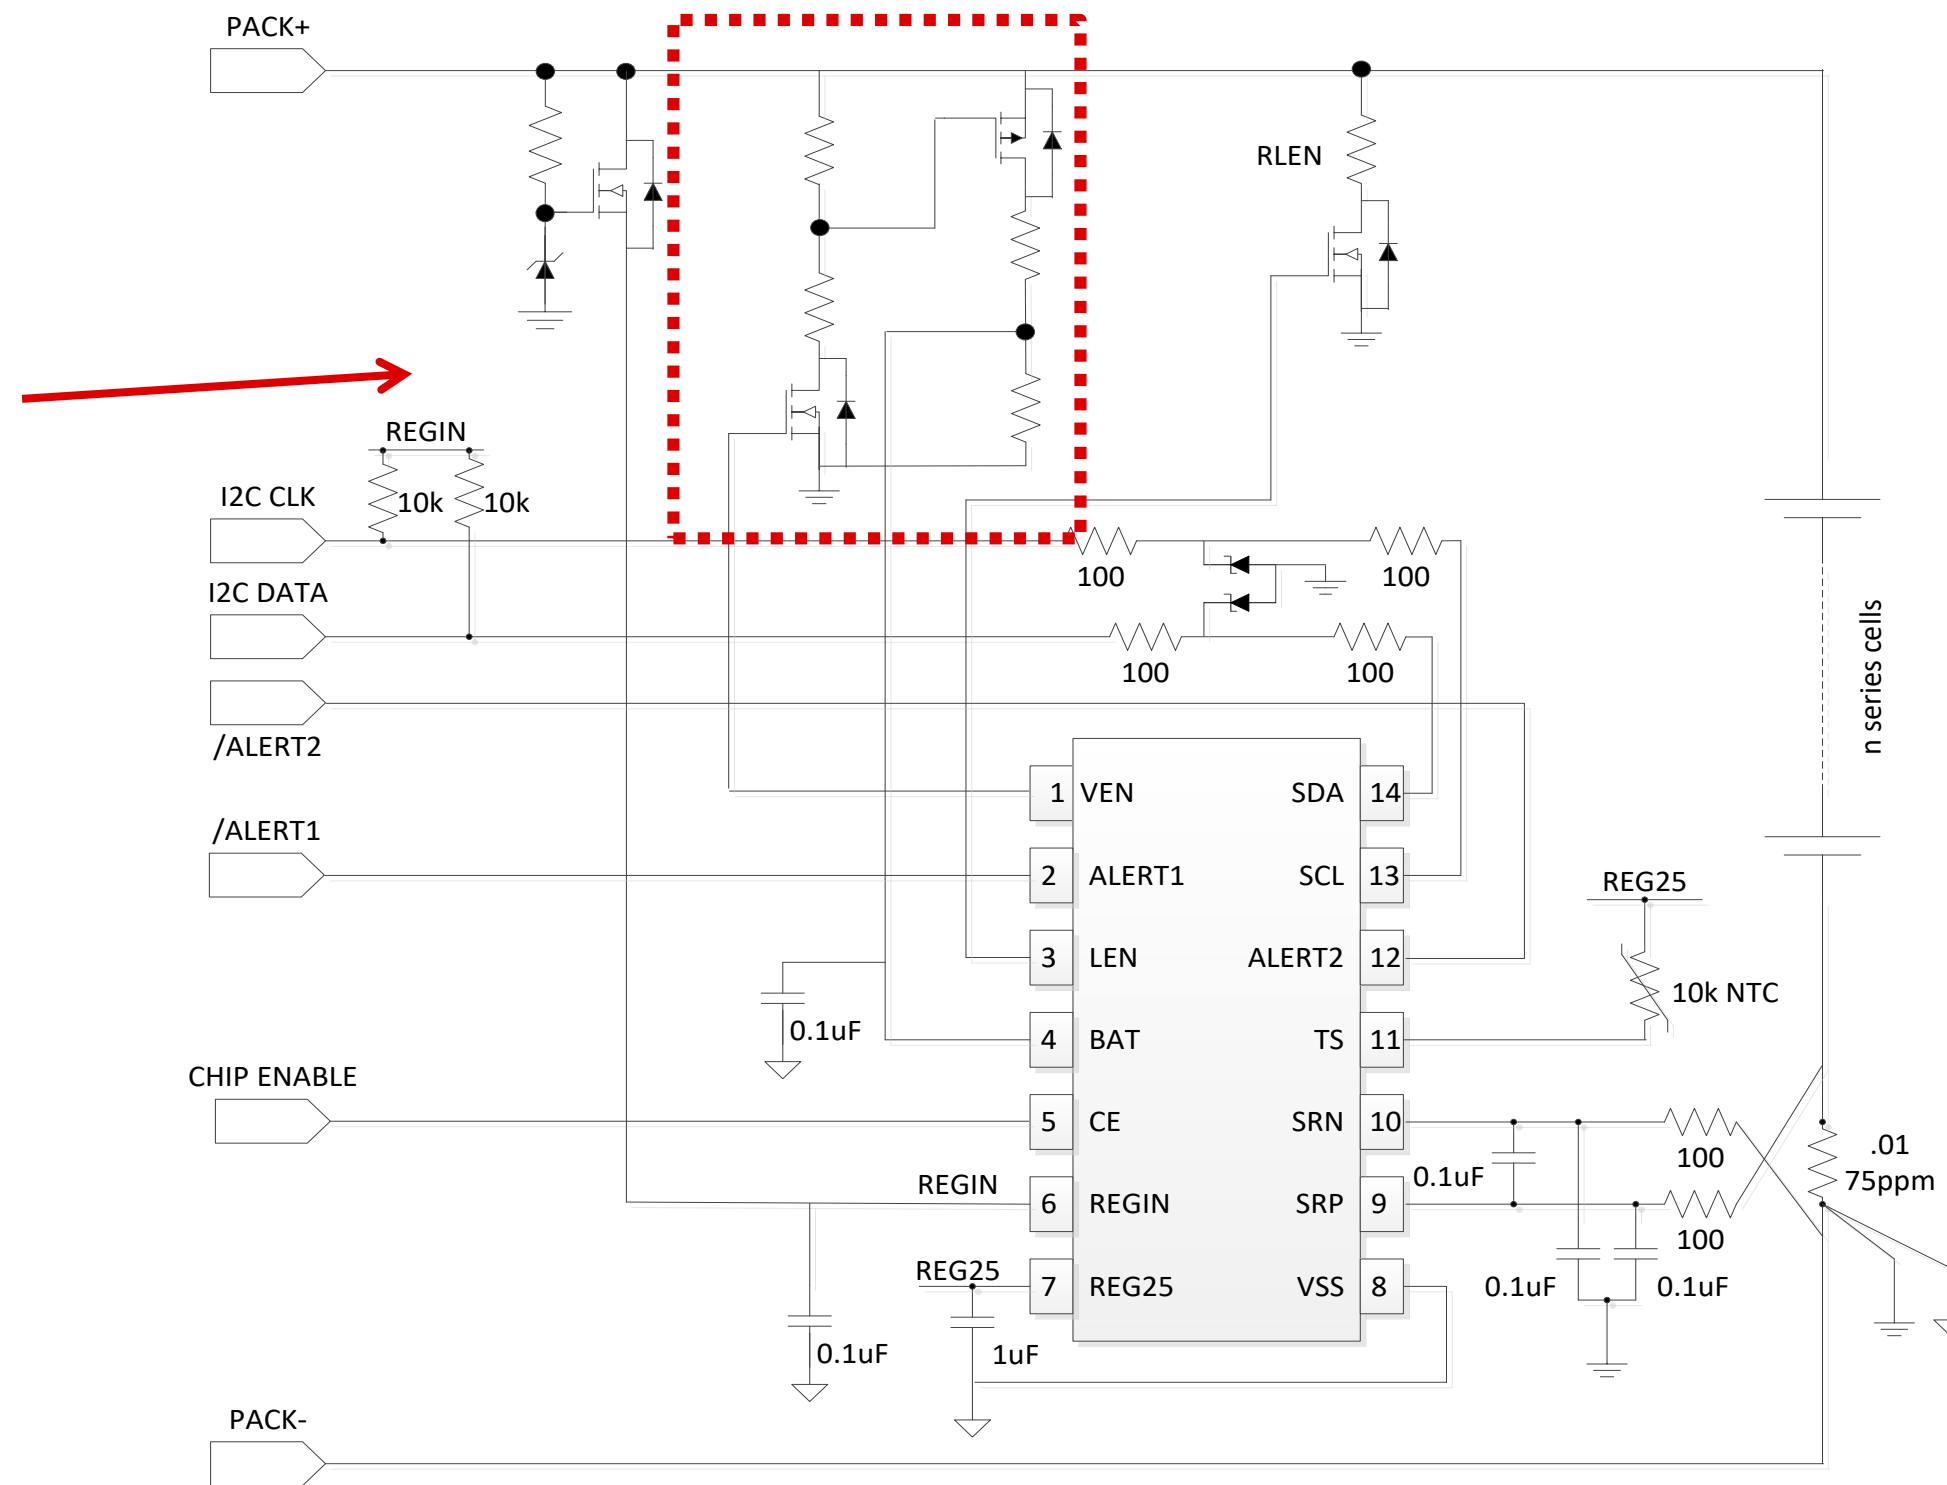 PACK+
RLEN
REGIN
I2C CLK
10k
10k
I2C DATA
100
100
100
100
n series cells
/ALERT2
1 VEN
SDA 14
/ALERT1
2 ALERT1
SCL 13
REG25
3 LEN
ALERT2 12
10k NTC
0.1uF
4 BAT
TS 11
CHIP ENABLE
5 CE
SRN 10
100
.01
75ppm
0.1uF
REGIN
6 REGIN
SRP 9
100
REG25
7 REG25
VSS 8
0.1uF
0.1uF
0.1uF
1uF
PACK-